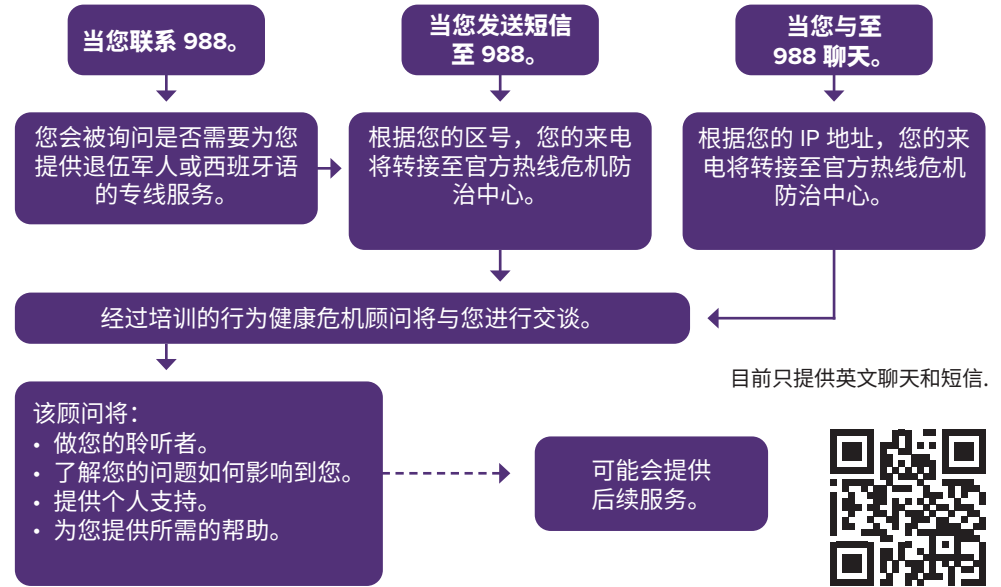 当您联系 988。
当您发送短信
至 988。
当您与至
988 聊天。
您会被询问是否需要为您
提供退伍军人或西班牙语
的专线服务。
根据您的区号，您的来电
将转接至官方热线危机防
治中心。
根据您的 IP 地址，您的来
电将转接至官方热线危机
防治中心。
经过培训的行为健康危机顾问将与您进行交谈。
目前只提供英文聊天和短信.
该顾问将：
• 做您的聆听者。
• 了解您的问题如何影响到您。
• 提供个人支持。
• 为您提供所需的帮助。
可能会提供
后续服务。